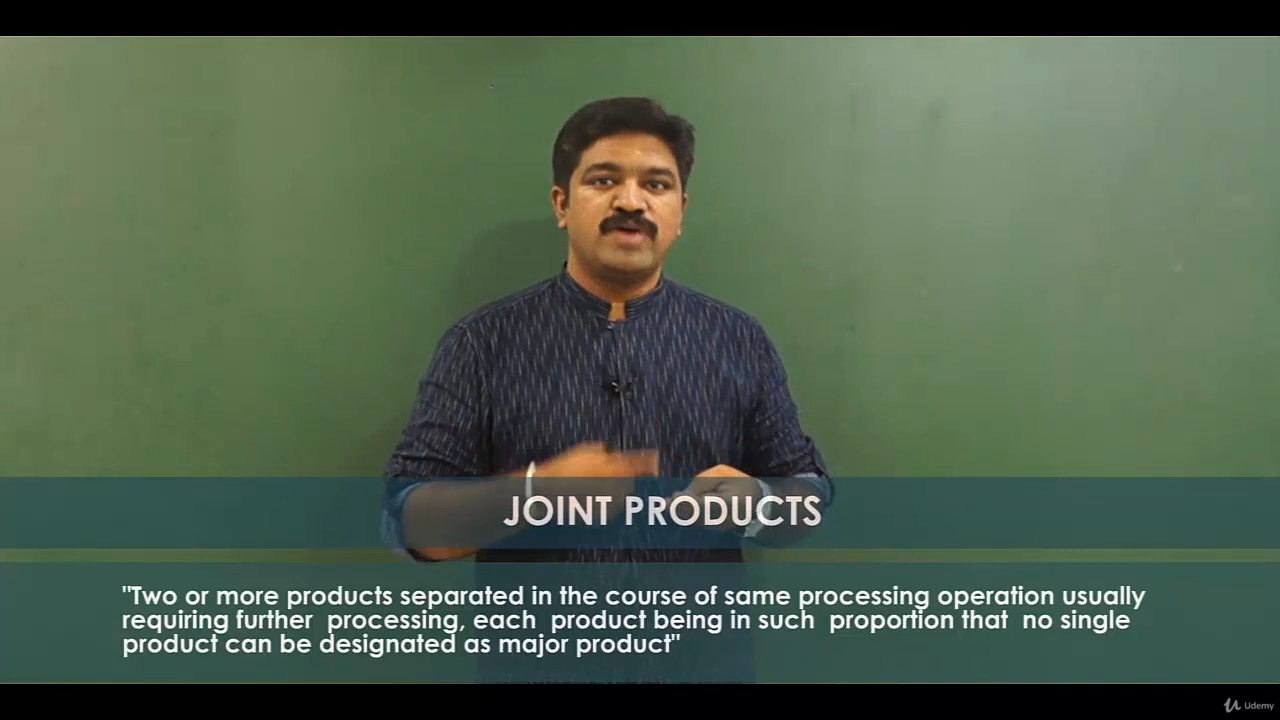 JOINT PRODUCTS
"Two or more products separated in the course of same processing operation usually
requiring further processing, each product being in such proportion that no single
product can be designated as major product"
Udemy